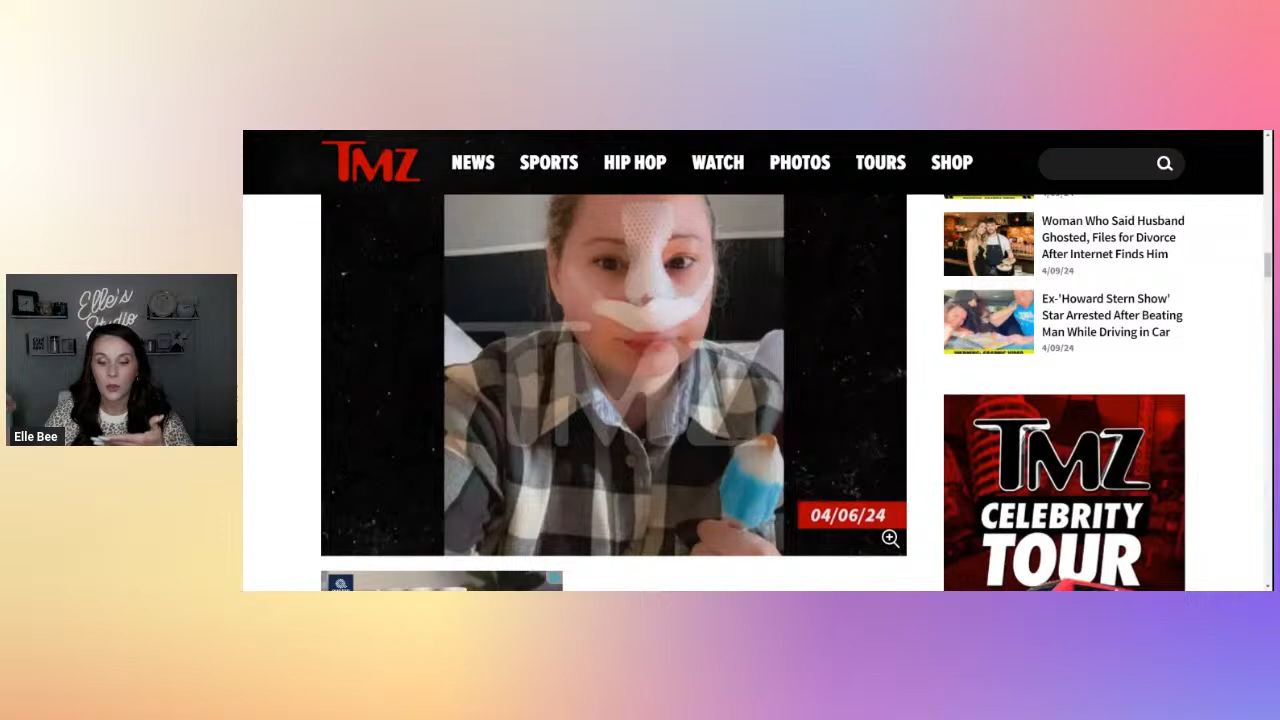 TMZ
NEWS
SPORTS
HIP HOP
WATCH
PHOTOS
TOURS
SHOP
Woman Who Said Husband
Ghosted, Files for Divorce
After Internet Finds Him
4/09/24
Ex-'Howard Stern Show'
Star Arrested After Beating
Man While Driving in Car
4/09/24
TMZ
04/06/24
TMZ
CELEBRITY
TOUR
Elle's
Studio
Elle Bee